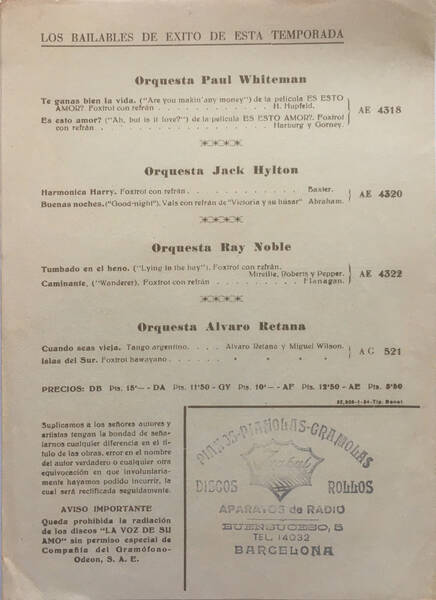 LOS BAILABLES DE EXITO DE ESTA TEMPORADA
Orquesta Paul Whiteman
Te ganas bien la vida. ("Are you makin' any money") de la película ES ESTO
AMOR?. Foxtrot con refrán . . . . . . . . . . . . H. Hupfeld.
Es esto amor? ("Ah, but is it love?") de la película ES ESTO AMOR?. Foxtrot
con refrán . . . . . . . . . . . . Harburg y Gorney.
AE 4318
Orquesta Jack Hylton
Harmonica Harry. Foxtrot con refrán. . . . . . . . . . . Baxter.
Buenas noches. ("Good-night"). Vals con refrán de "Victoria y su húsar" Abraham.
AE 4320
Orquesta Ray Noble
Tumbado en el heno. ("Lying in the hay"). Foxtrot con refrán.
Mireille, Roberts y Pepper.
Caminante, ("Wanderer). Foxtrot con refrán . . . . . . Flanagan.
AE 4322
Orquesta Alvaro Retana
Cuando seas vieja. Tango argentino. . . . Alvaro Retana y Miguel Wilson.
Islas del Sur. Foxtrot hawayano. . . . . " " " "
AG 521
PRECIOS: DB Pts. 15'— - DA Pts. 11'50 - GY Pts. 10'— - AF Pts. 12'50 - AE Pts.
Tip. Bonet
Suplicamos a los señores autores y
artistas tengan la bondad de seña-
larnos cualquier diferencia en el tí-
tulo de las obras, error en el nombre
del autor verdadero o cualquier otra
equivocación en que involuntaria-
mente hayamos podido incurrir, la
cual será rectificada seguidamente.
AVISO IMPORTANTE
Queda prohibida la radiación
de los discos "LA VOZ DE SU
AMO" sin permiso especial de
Compañía del Gramófono-
Odeon, S. A. E.
PIANOS-PIANOLAS-GRAMOLAS
DISCOS ROLLOS
APARATOS de RADIO
BUENSUCESO, 5
TEL. 14032
BARCELONA